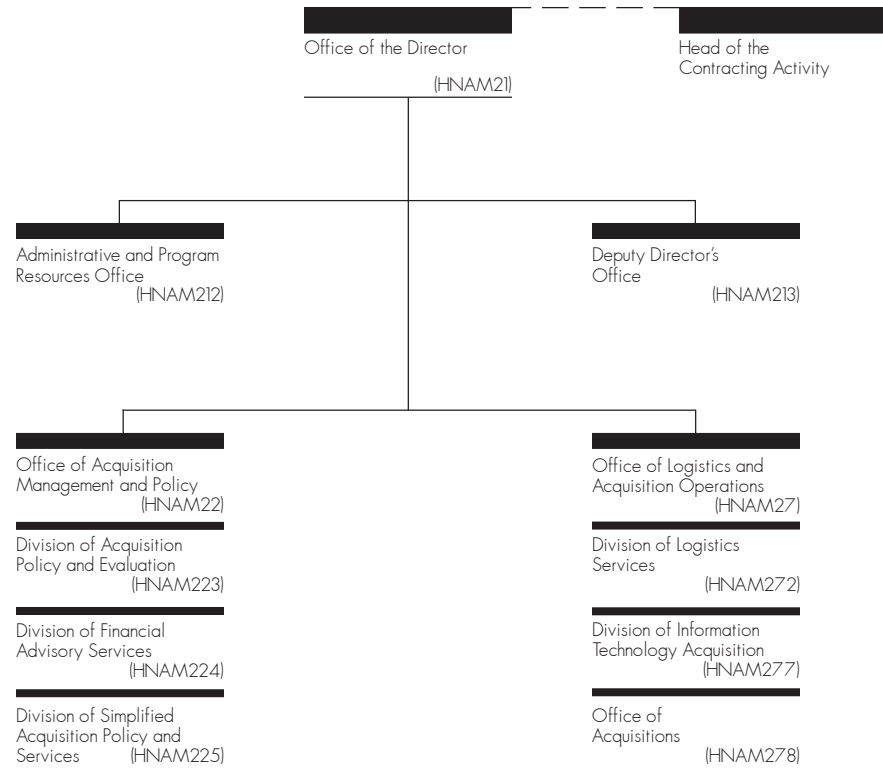 Office of the Director
(HNAM21)
Head of the
Contracting Activity
Administrative and Program
Resources Office
(HNAM212)
Deputy Director's
Office
(HNAM213)
Office of Acquisition
Management and Policy
(HNAM22)
Division of Acquisition
Policy and Evaluation
(HNAM223)
Division of Financial
Advisory Services
(HNAM224)
Division of Simplified
Acquisition Policy and
Services (HNAM225)
Office of Logistics and
Acquisition Operations
(HNAM27)
Division of Logistics
Services
(HNAM272)
Division of Information
Technology Acquisition
(HNAM277)
Office of
Acquisitions
(HNAM278)